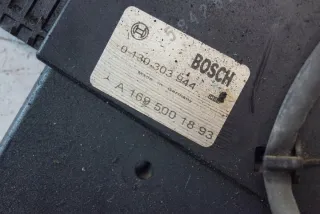 BOSCH
0 130 303 944
MADE IN GERMANY
A 169 500 18 93